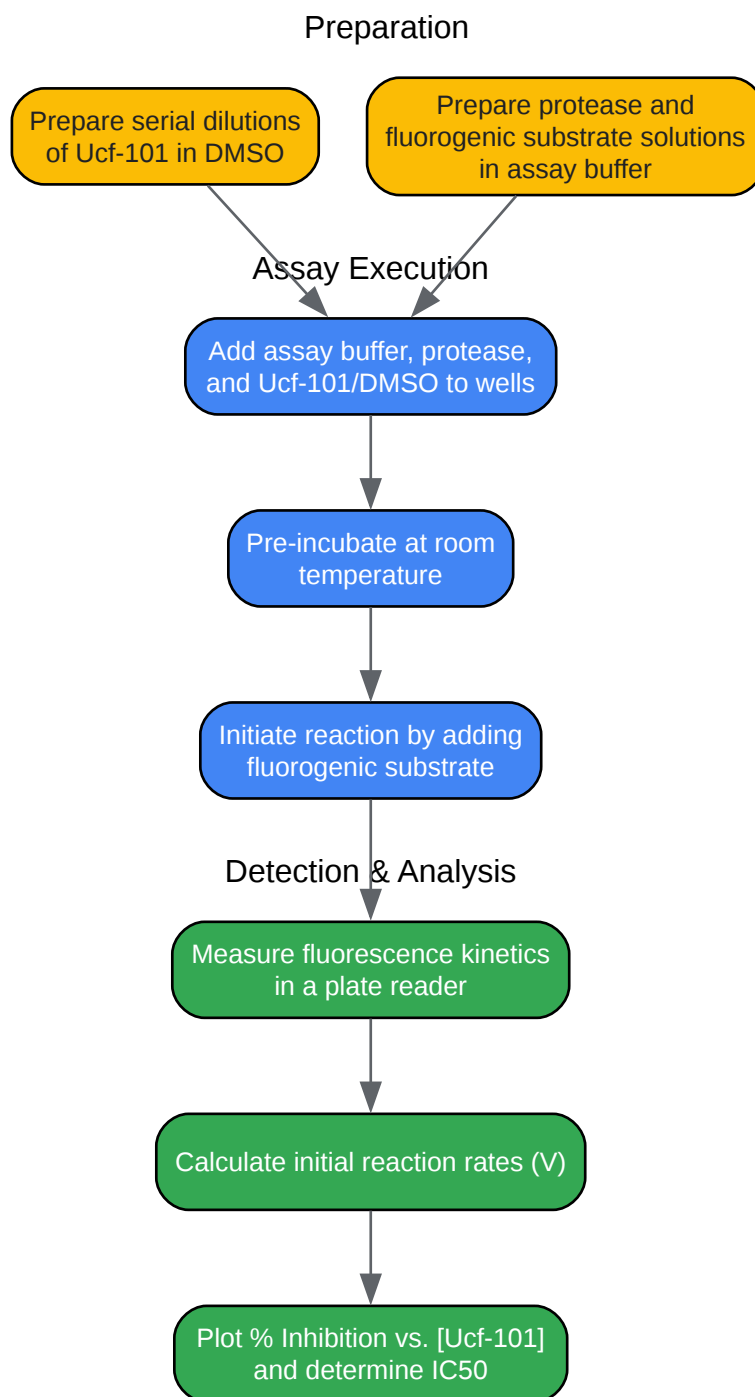 Preparation
Prepare serial dilutions
of Ucf-101 in DMSO
Prepare protease and
fluorogenic substrate solutions
in assay buffer
Assay Execution
Add assay buffer, protease,
and Ucf-101/DMSO to wells
Pre-incubate at room
temperature
Initiate reaction by adding
fluorogenic substrate
Detection & Analysis
Measure fluorescence kinetics
in a plate reader
Calculate initial reaction rates (V)
Plot % Inhibition vs. [Ucf-101]
and determine IC50